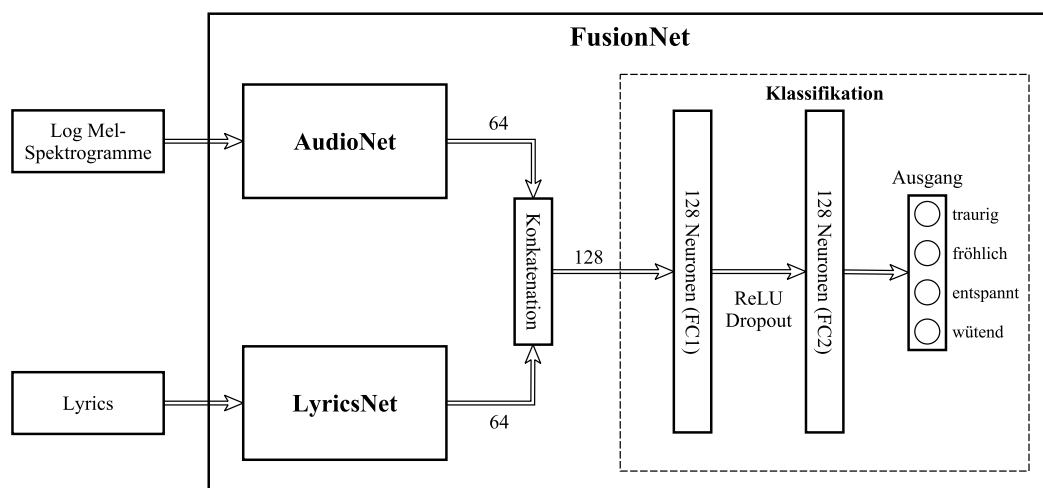 FusionNet
Log Mel-
Spektrogramme
AudioNet
64
Lyrics
LyricsNet
64
Konkatenation
128
Klassifikation
128 Neuronen (FC1)
ReLU
Dropout
128 Neuronen (FC2)
Ausgang
traurig
fröhlich
entspannt
wütend